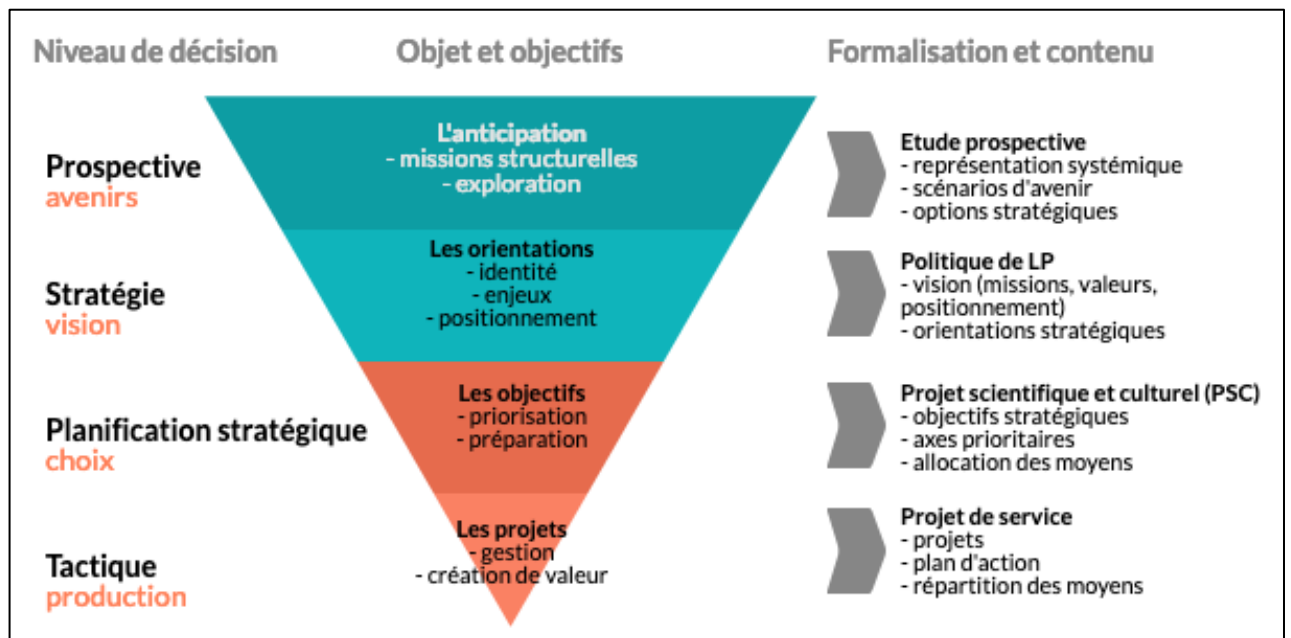 Niveau de décision
Objet et objectifs
Formalisation et contenu
Prospective
avenirs
L'anticipation
- missions structurelles
- exploration
Etude prospective
- représentation systémique
- scénarios d'avenir
- options stratégiques
Stratégie
vision
Les orientations
- identité
- enjeux
- positionnement
Politique de LP
- vision (missions, valeurs,
positionnement)
- orientations stratégiques
Planification stratégique
choix
Les objectifs
- priorisation
- préparation
Projet scientifique et culturel (PSC)
- objectifs stratégiques
- axes prioritaires
- allocation des moyens
Tactique
production
Les projets
- gestion
- création de valeur
Projet de service
- projets
- plan d'action
- répartition des moyens